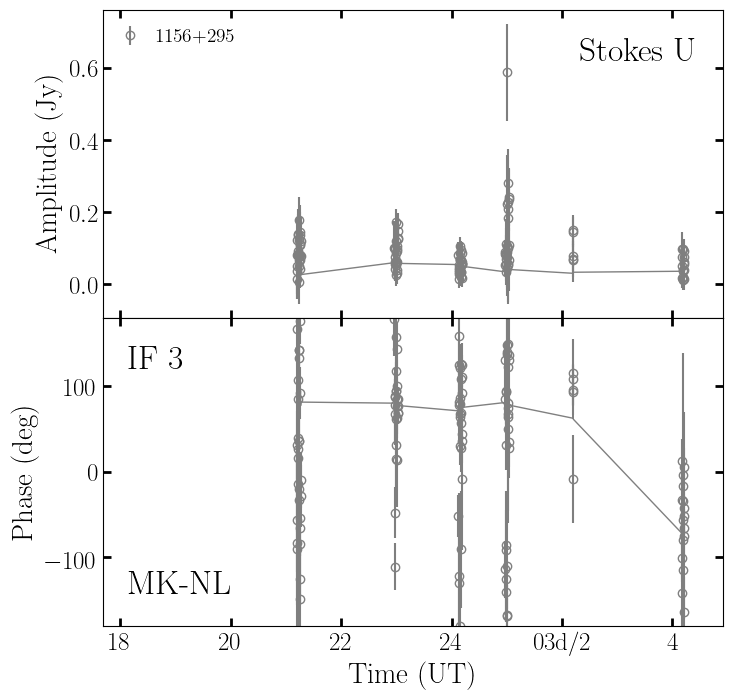 1156+295
Stokes U
Amplitude (Jy)
0.6
0.4
0.2
0.0
IF 3
MK-NL
Phase (deg)
100
0
−100
18 20 22 24 03d/2 4
Time (UT)